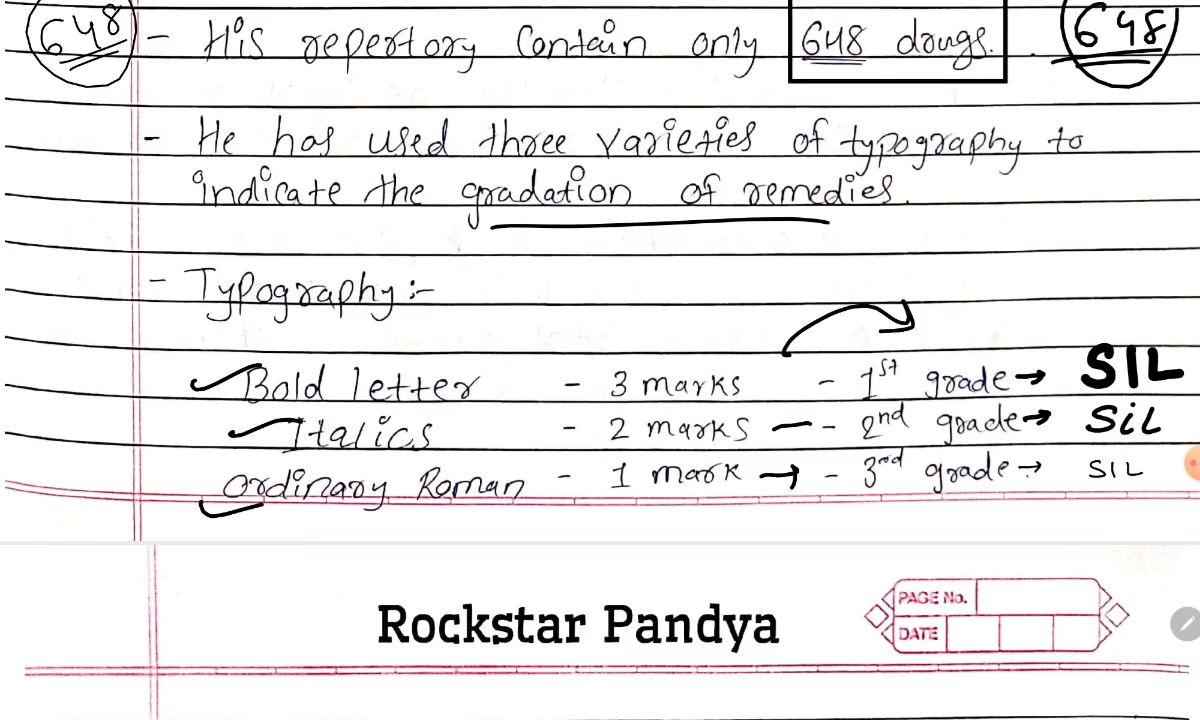 648 - His repertory contain only 648 drugs. 648
- He has used three varieties of typography to
indicate the gradation of remedies.
- Typography :-
Bold letter - 3 marks - 1st grade → SIL
Italics - 2 marks - 2nd grade → SiL
Ordinary Roman - 1 mark → - 3rd grade → SIL
Rockstar Pandya
PAGE No.
DATE